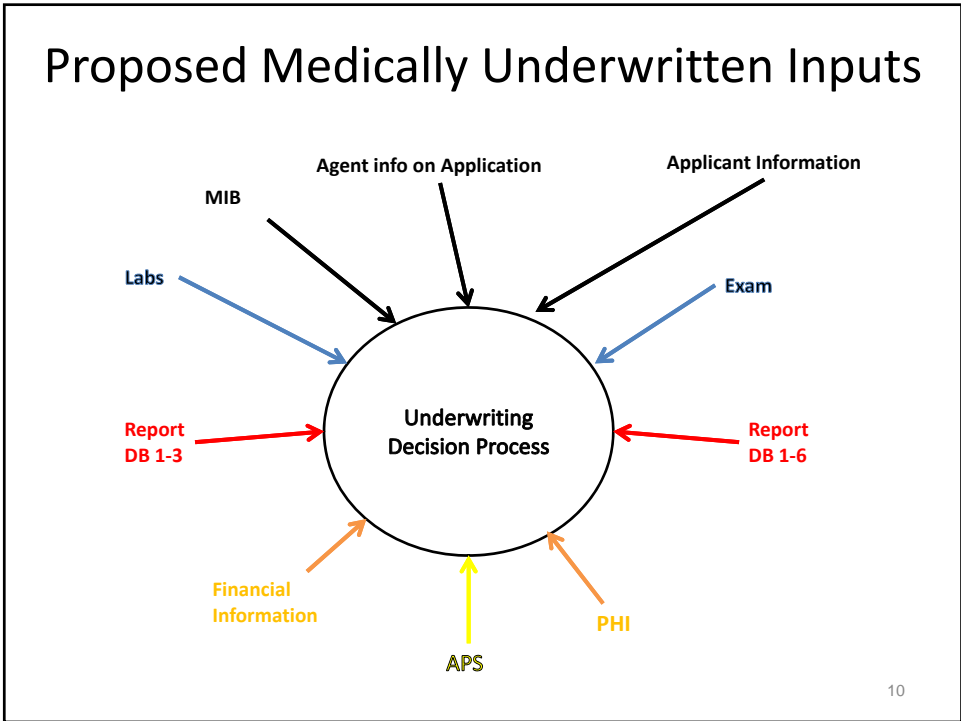 Proposed Medically Underwritten Inputs
Agent info on Application
Applicant Information
MIB
Labs
Exam
Underwriting
Decision Process
Report
DB 1-3
Report
DB 1-6
Financial
Information
PHI
APS
10